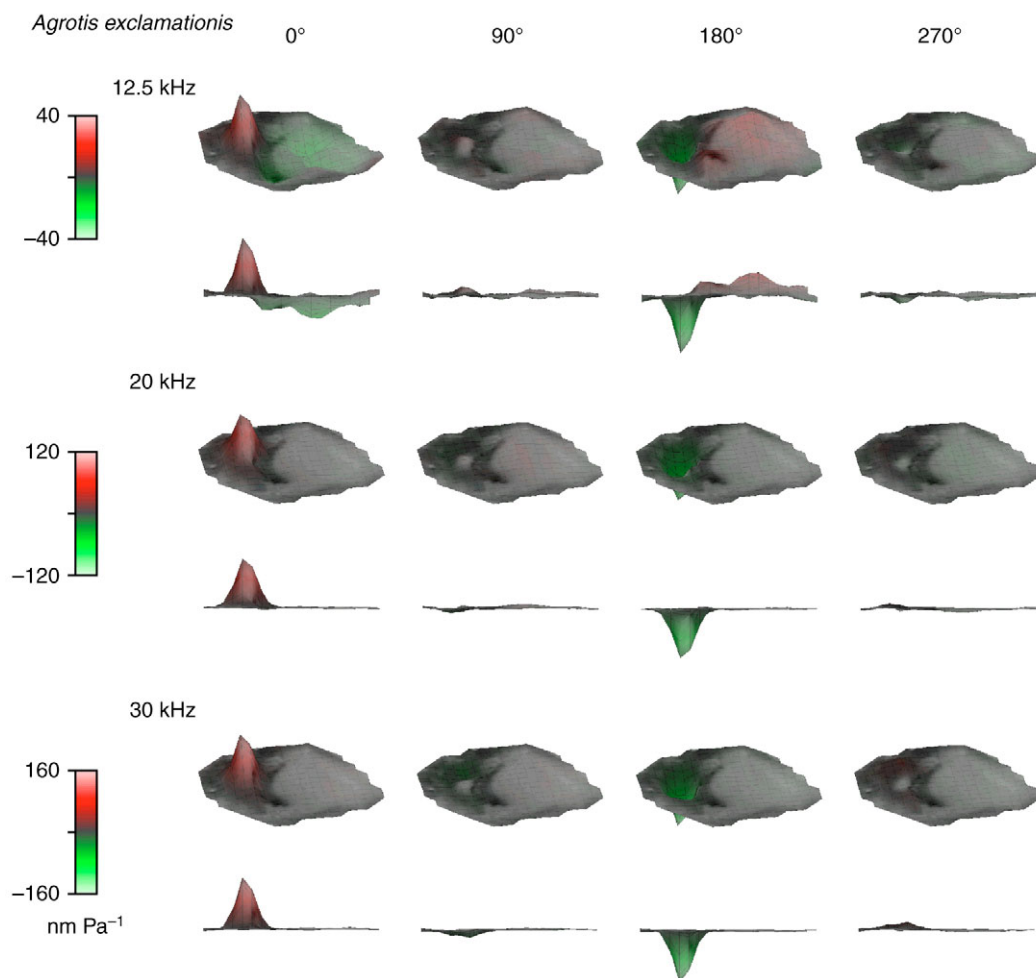 Agrotis exclamationis
0° 90° 180° 270°
12.5 kHz
40
–40
20 kHz
120
–120
30 kHz
160
–160
nm Pa–1